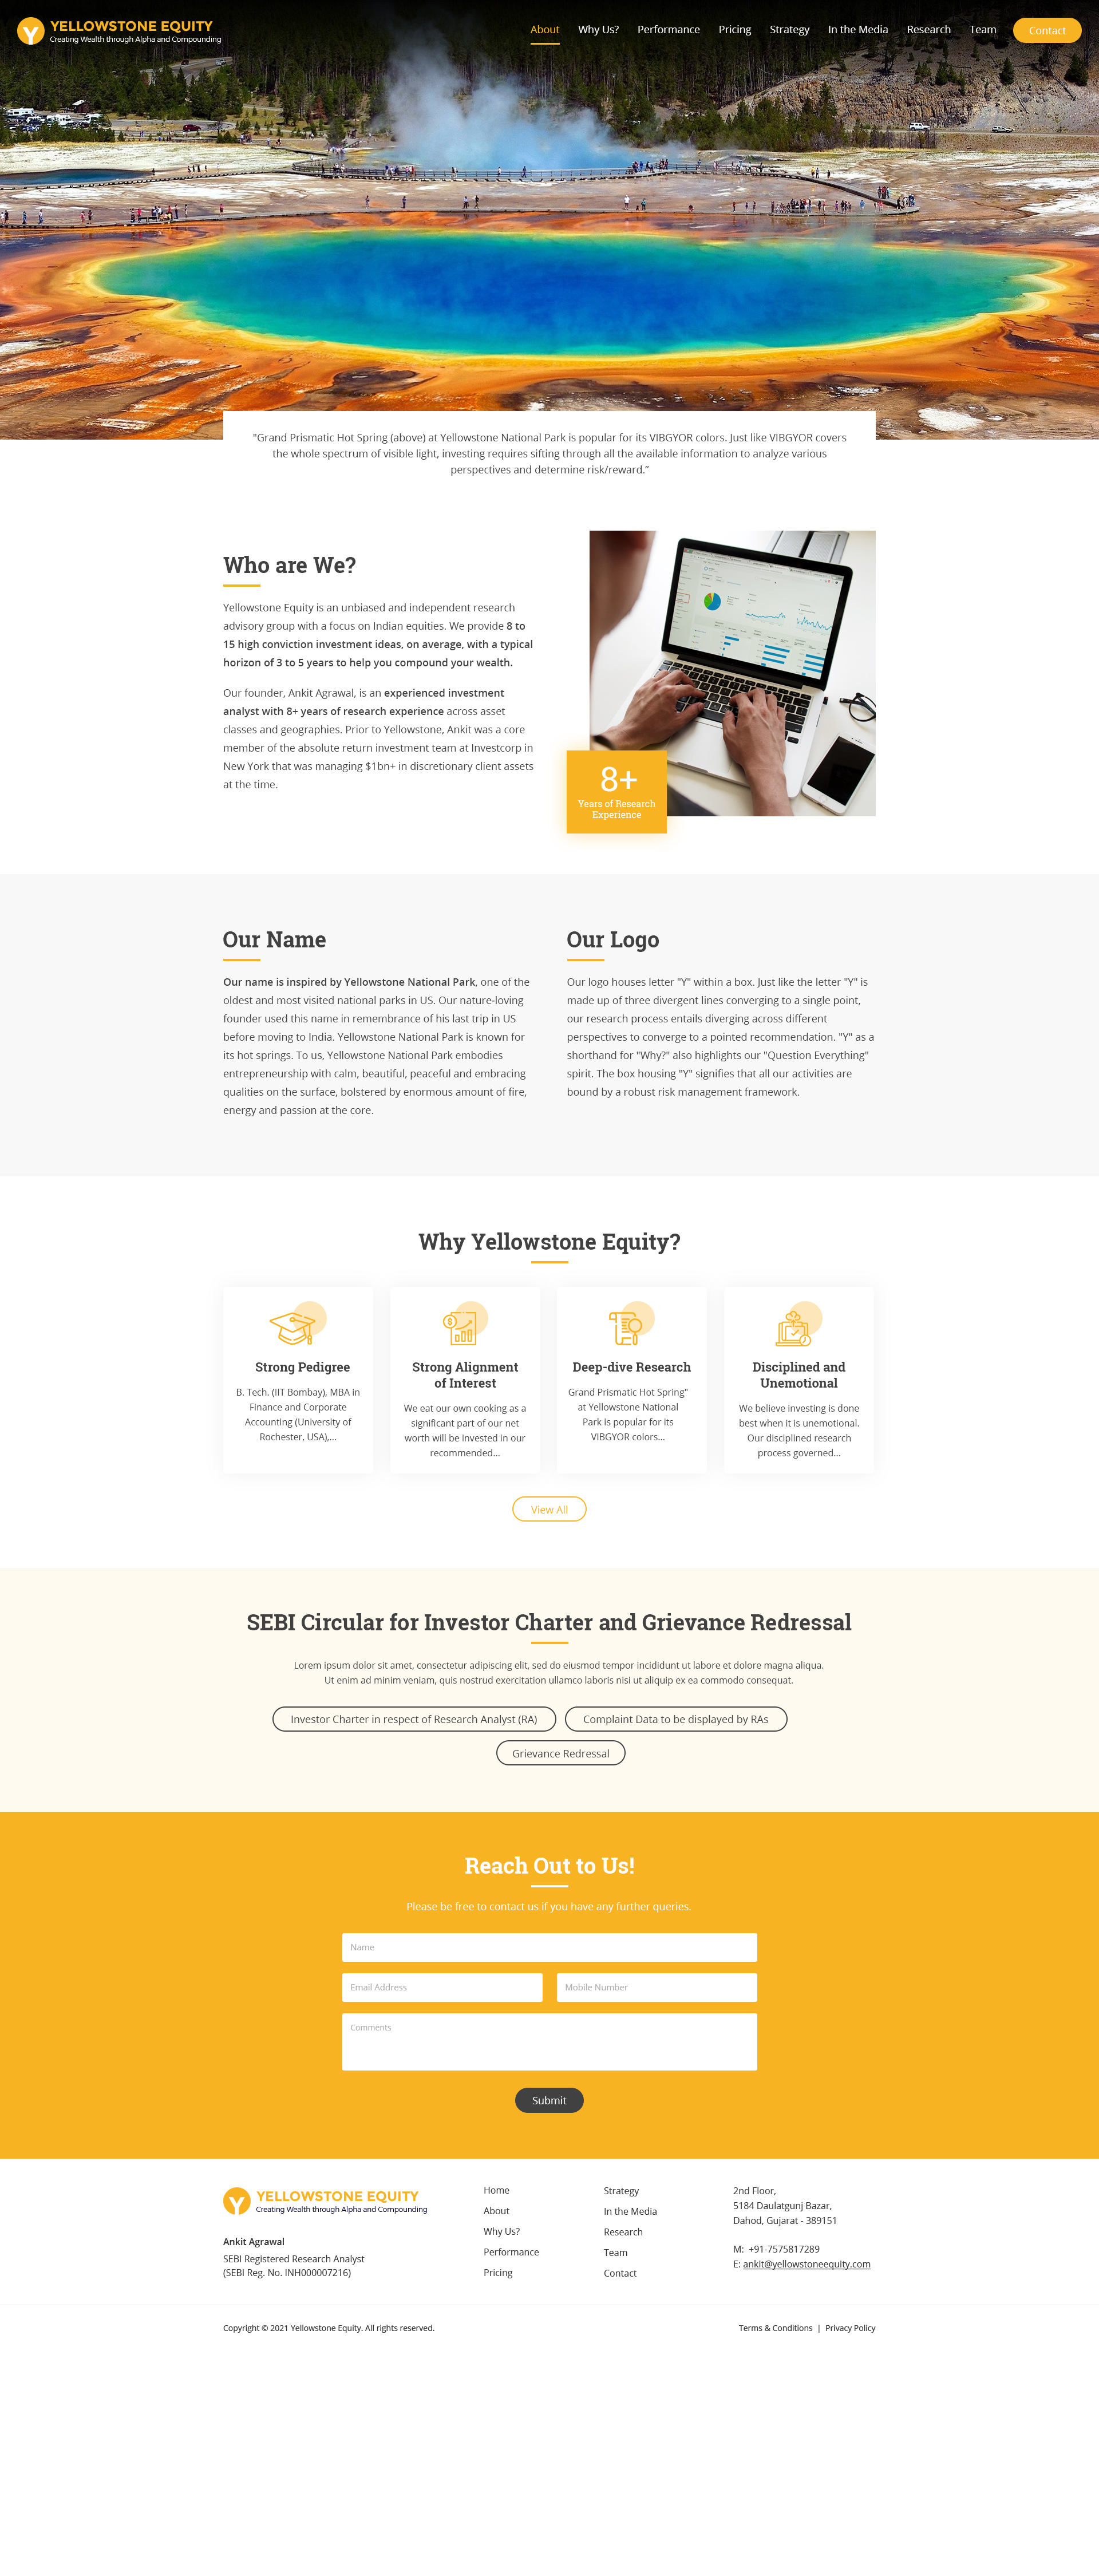 YELLOWSTONE EQUITY
Creating Wealth through Alpha and Compounding
About
Why Us?
Performance
Pricing
Strategy
In the Media
Research
Team
Contact
"Grand Prismatic Hot Spring (above) at Yellowstone National Park is popular for its VIBGYOR colors. Just like VIBGYOR covers
the whole spectrum of visible light, investing requires sifting through all the available information to analyze various
perspectives and determine risk/reward.”
Who are We?
Yellowstone Equity is an unbiased and independent research
advisory group with a focus on Indian equities. We provide 8 to
15 high conviction investment ideas, on average, with a typical
horizon of 3 to 5 years to help you compound your wealth.
Our founder, Ankit Agrawal, is an experienced investment
analyst with 8+ years of research experience across asset
classes and geographies. Prior to Yellowstone, Ankit was a core
member of the absolute return investment team at Investcorp in
New York that was managing $1bn+ in discretionary client assets
at the time.
8+
Years of Research
Experience
Our Name
Our name is inspired by Yellowstone National Park, one of the
oldest and most visited national parks in US. Our nature-loving
founder used this name in remembrance of his last trip in US
before moving to India. Yellowstone National Park is known for
its hot springs. To us, Yellowstone National Park embodies
entrepreneurship with calm, beautiful, peaceful and embracing
qualities on the surface, bolstered by enormous amount of fire,
energy and passion at the core.
Our Logo
Our logo houses letter "Y" within a box. Just like the letter "Y" is
made up of three divergent lines converging to a single point,
our research process entails diverging across different
perspectives to converge to a pointed recommendation. "Y" as a
shorthand for "Why?" also highlights our "Question Everything"
spirit. The box housing "Y" signifies that all our activities are
bound by a robust risk management framework.
Why Yellowstone Equity?
Strong Pedigree
B. Tech. (IIT Bombay), MBA in
Finance and Corporate
Accounting (University of
Rochester, USA),...
Strong Alignment
of Interest
We eat our own cooking as a
significant part of our net
worth will be invested in our
recommended...
Deep-dive Research
Grand Prismatic Hot Spring”
at Yellowstone National
Park is popular for its
VIBGYOR colors...
Disciplined and
Unemotional
We believe investing is done
best when it is unemotional.
Our disciplined research
process governed...
View All
SEBI Circular for Investor Charter and Grievance Redressal
Lorem ipsum dolor sit amet, consectetur adipiscing elit, sed do eiusmod tempor incididunt ut labore et dolore magna aliqua.
Ut enim ad minim veniam, quis nostrud exercitation ullamco laboris nisi ut aliquip ex ea commodo consequat.
Investor Charter in respect of Research Analyst (RA)
Complaint Data to be displayed by RAs
Grievance Redressal
Reach Out to Us!
Please be free to contact us if you have any further queries.
Name
Email Address
Mobile Number
Comments
Submit
YELLOWSTONE EQUITY
Creating Wealth through Alpha and Compounding
Ankit Agrawal
SEBI Registered Research Analyst
(SEBI Reg. No. INH000007216)
Home
About
Why Us?
Performance
Pricing
Strategy
In the Media
Research
Team
Contact
2nd Floor,
5184 Daulatgunj Bazar,
Dahod, Gujarat - 389151
M: +91-7575817289
E: ankit@yellowstoneequity.com
Copyright © 2021 Yellowstone Equity. All rights reserved.
Terms & Conditions | Privacy Policy